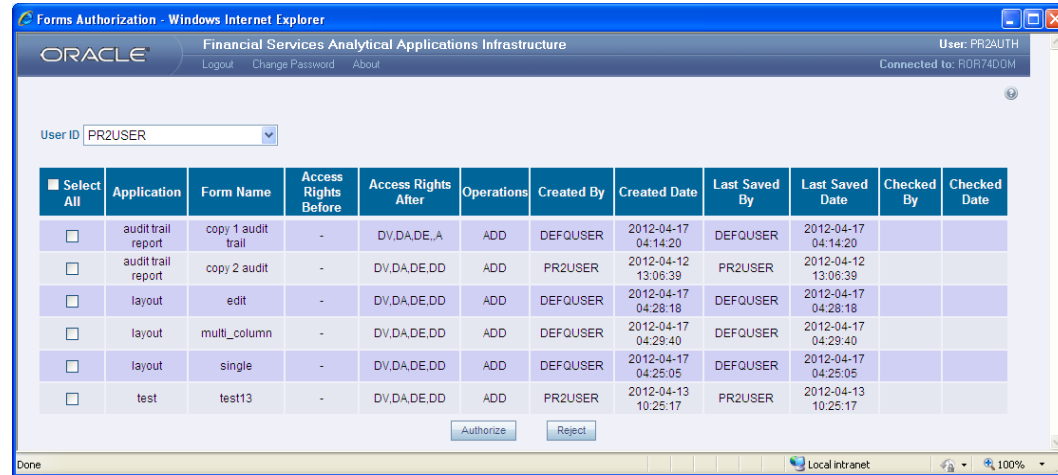 Forms Authorization - Windows Internet Explorer
ORACLE®
Financial Services Analytical Applications Infrastructure
User: PR2AUTH
Logout Change Password About
Connected to: ROR74DOM
User ID PR2USER
Select All Application Form Name Access Rights Before Access Rights After Operations Created By Created Date Last Saved By Last Saved Date Checked By Checked Date
audit trail report copy 1 audit trail - DV,DA,DE,,A ADD DEFQUSER 2012-04-17 04:14:20 DEFQUSER 2012-04-17 04:14:20
audit trail report copy 2 audit - DV,DA,DE,DD ADD PR2USER 2012-04-12 13:06:39 PR2USER 2012-04-12 13:06:39
layout edit - DV,DA,DE,DD ADD DEFQUSER 2012-04-17 04:28:18 DEFQUSER 2012-04-17 04:28:18
layout multi_column - DV,DA,DE,DD ADD DEFQUSER 2012-04-17 04:29:40 DEFQUSER 2012-04-17 04:29:40
layout single - DV,DA,DE,DD ADD DEFQUSER 2012-04-17 04:25:05 DEFQUSER 2012-04-17 04:25:05
test test13 - DV,DA,DE,DD ADD PR2USER 2012-04-13 10:25:17 PR2USER 2012-04-13 10:25:17
Authorize Reject
Done Local intranet 100%